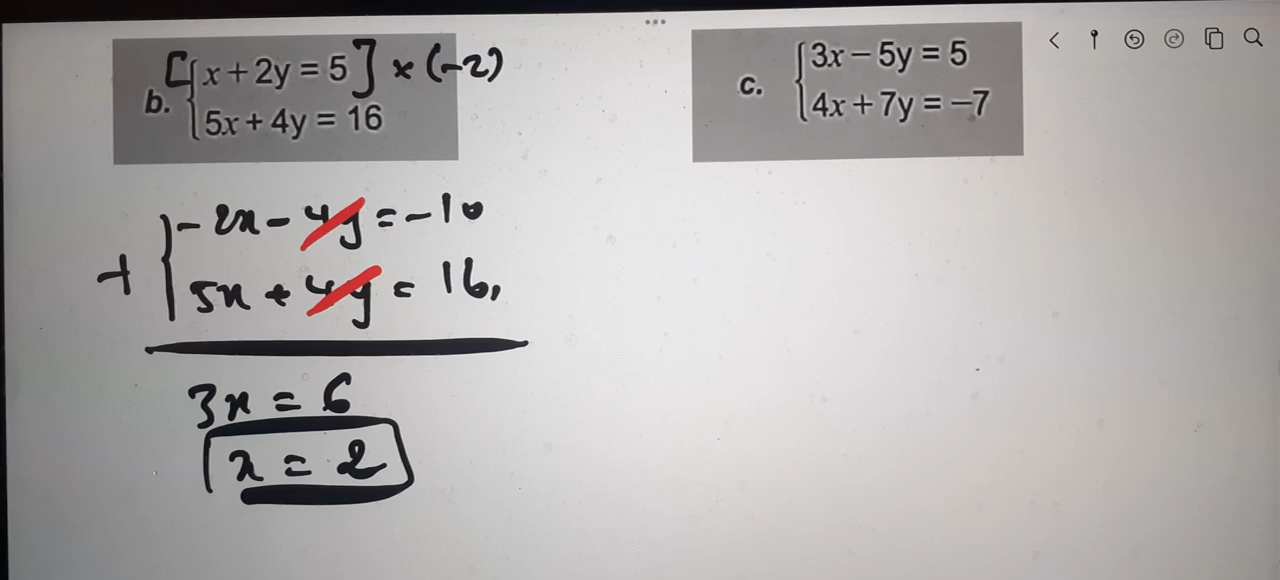 b.
[{x + 2y = 5] × (-2)
5x + 4y = 16
-2x - 4y = -10
+
5x + 4y = 16,
3x = 6
x = 2
c.
3x − 5y = 5
4x + 7y = −7